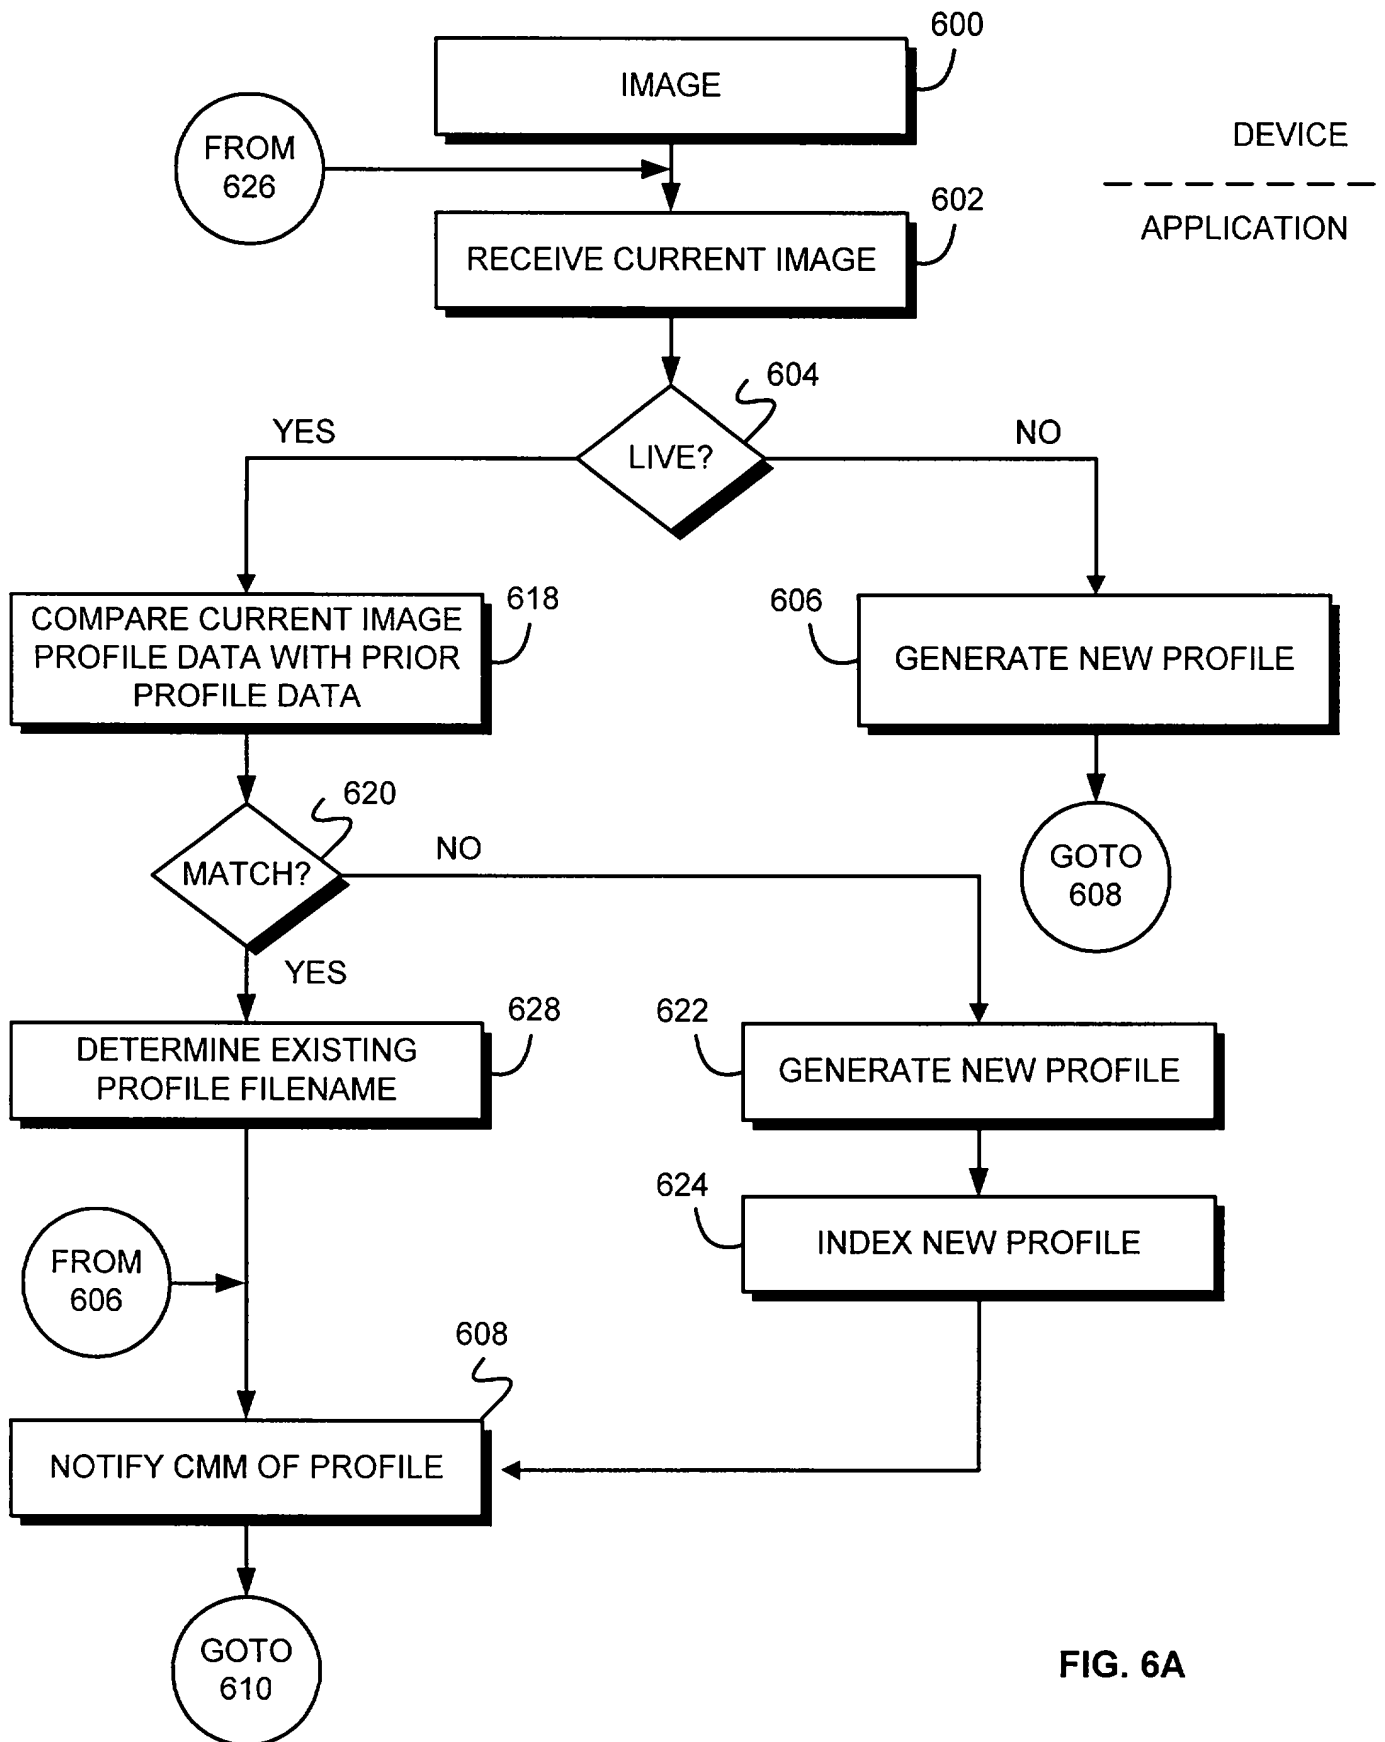 600
IMAGE
FROM
626
DEVICE
602
APPLICATION
RECEIVE CURRENT IMAGE
604
YES
NO
LIVE?
618
COMPARE CURRENT IMAGE
PROFILE DATA WITH PRIOR
PROFILE DATA
606
GENERATE NEW PROFILE
620
MATCH?
NO
GOTO
608
YES
628
DETERMINE EXISTING
PROFILE FILENAME
622
GENERATE NEW PROFILE
624
INDEX NEW PROFILE
FROM
606
608
NOTIFY CMM OF PROFILE
GOTO
610
FIG. 6A